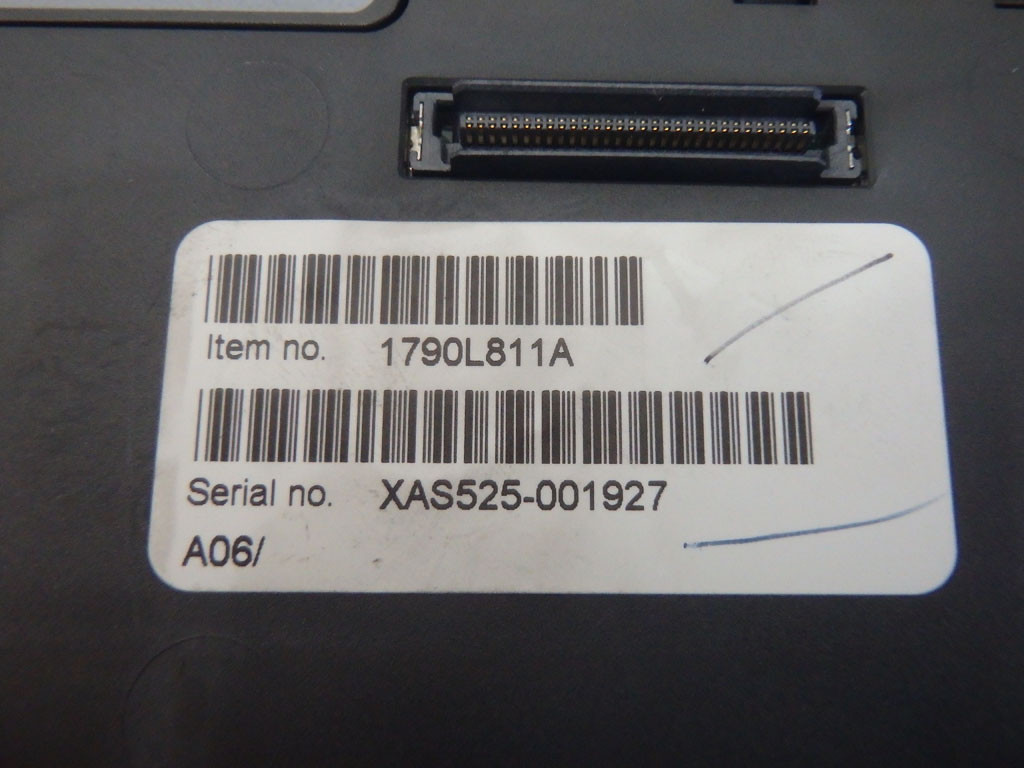 Item no. 1790L811A
Serial no. XAS525-001927
A06/